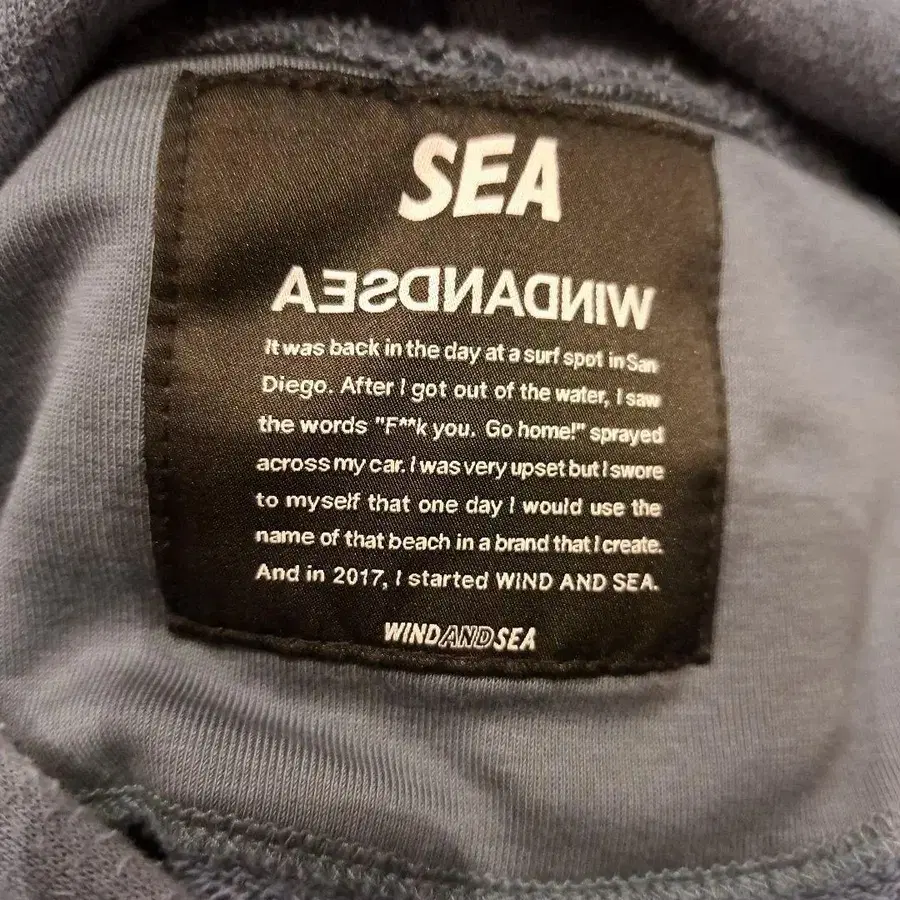 SEA
WINDANDSEA
It was back in the day at a surf spot in San
Diego. After I got out of the water, I saw
the words "F**k you. Go home!" sprayed
across my car. I was very upset but I swore
to myself that one day I would use the
name of that beach in a brand that I create.
And in 2017, I started WIND AND SEA.
WINDANDSEA